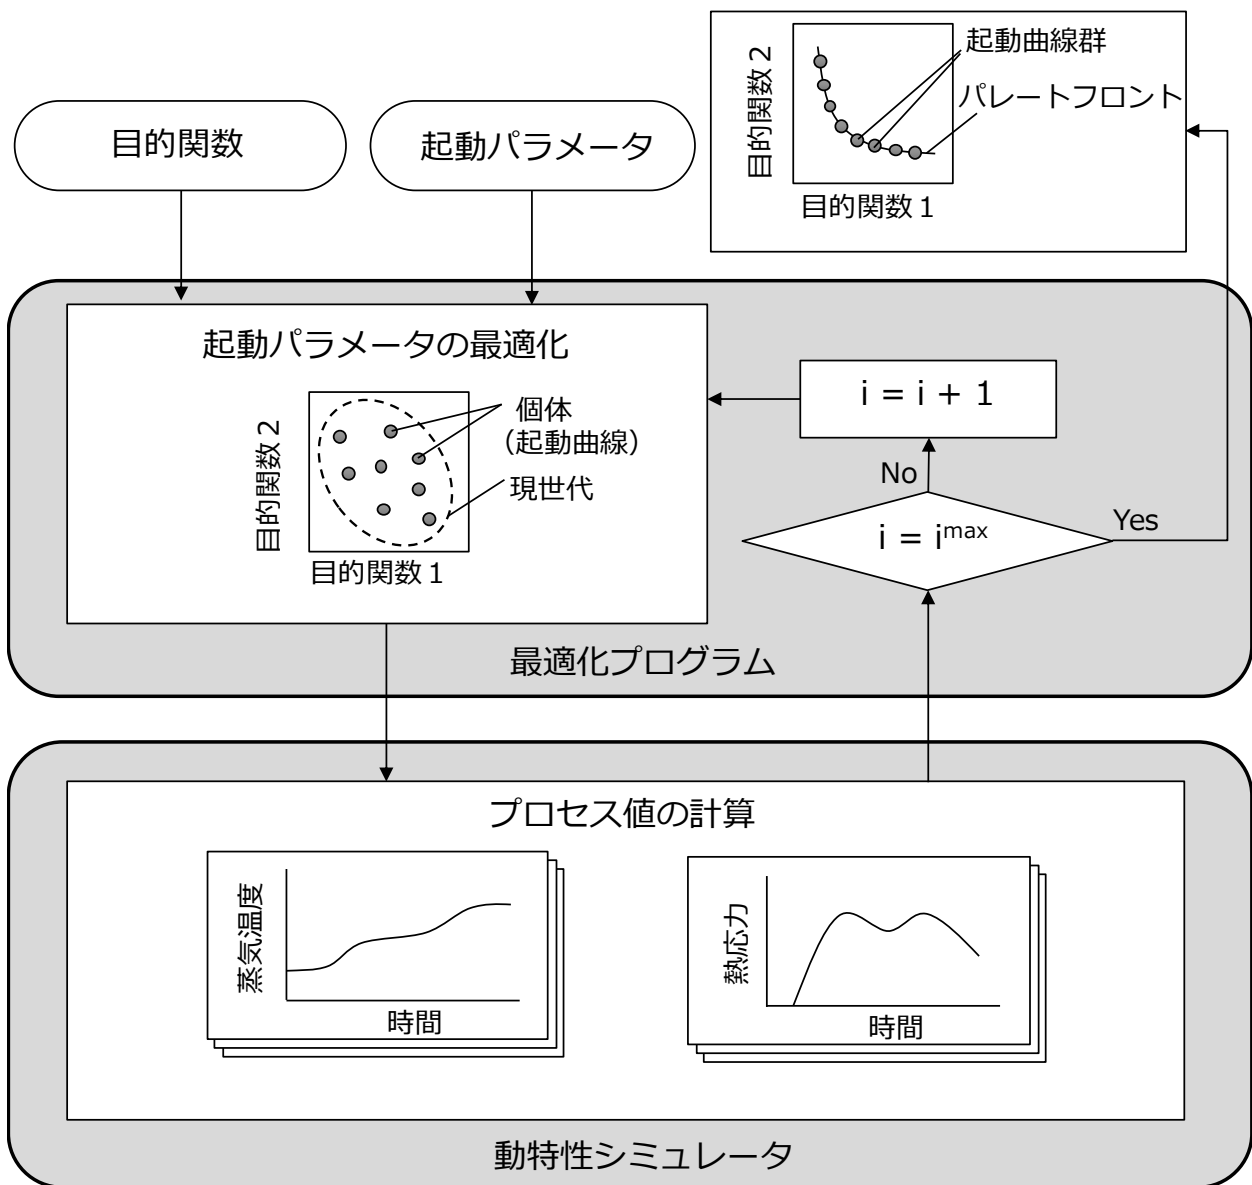 目的関数
起動パラメータ
目的関数２
起動曲線群
パレートフロント
目的関数１
起動パラメータの最適化
目的関数２
個体
（起動曲線）
現世代
目的関数１
i = i + 1
No
i = i^max
Yes
最適化プログラム
プロセス値の計算
蒸気温度
時間
熱応力
時間
動特性シミュレータ